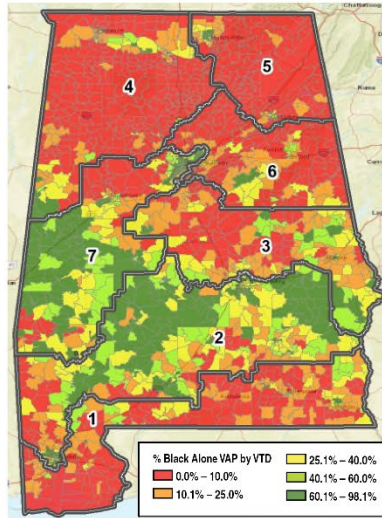 Chattanooga
5
4
6
7
3
2
1
% Black Alone VAP by VTD
0.0% – 10.0%
10.1% – 25.0%
25.1% – 40.0%
40.1% – 60.0%
60.1% – 98.1%